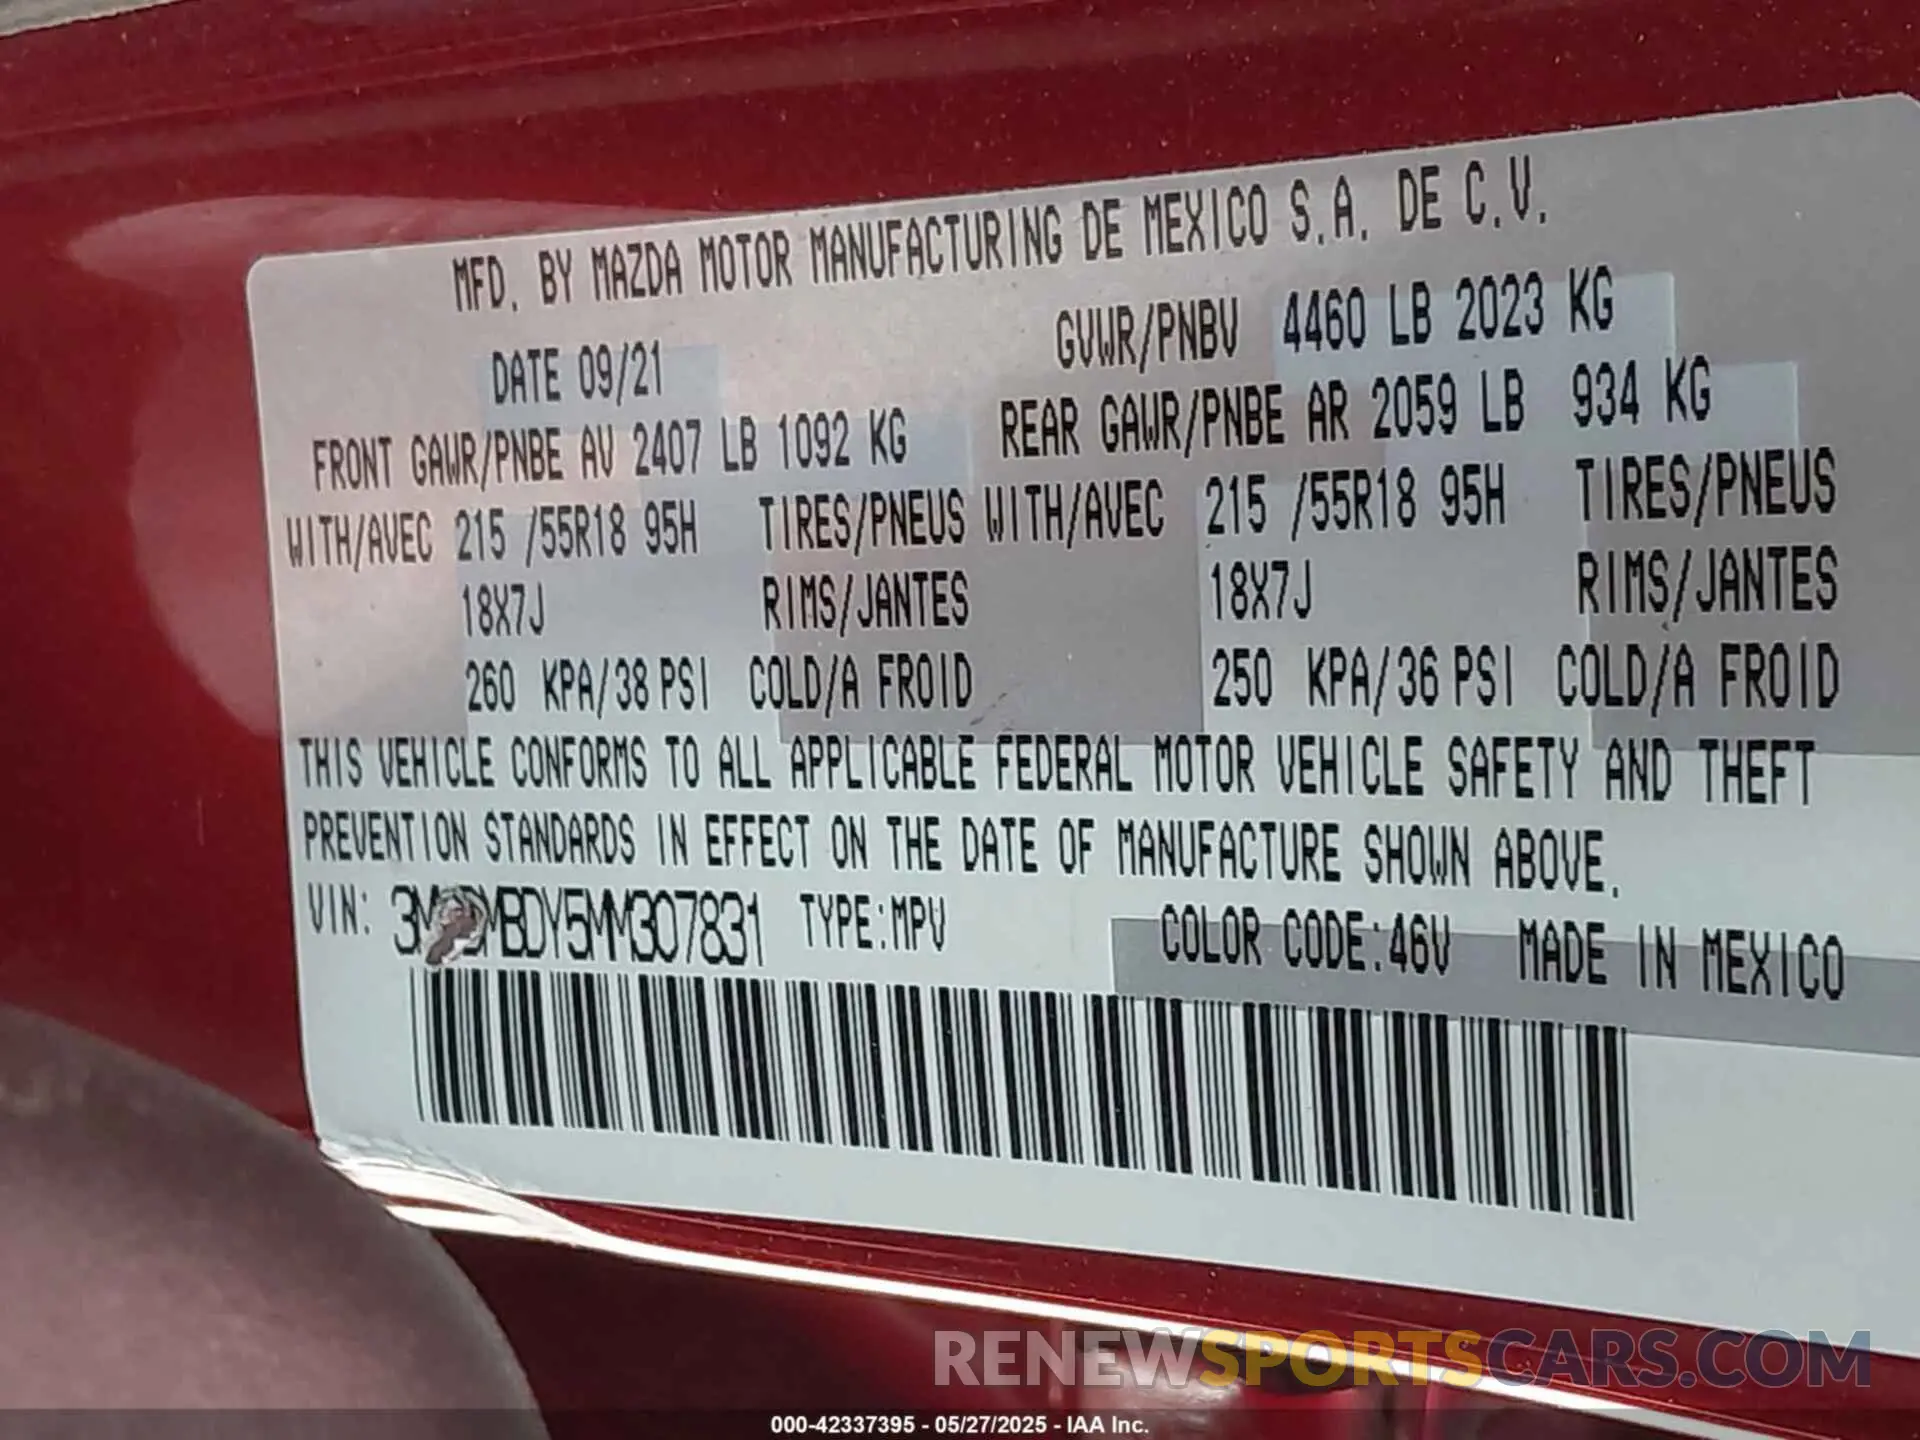 MFD. BY MAZDA MOTOR MANUFACTURING DE MEXICO S.A. DE C.V.
DATE 09/21 GVWR/PNBV 4460 LB 2023 KG
FRONT GAWR/PNBE AV 2407 LB 1092 KG REAR GAWR/PNBE AR 2059 LB 934 KG
WITH/AVEC 215 /55R18 95H TIRES/PNEUS WITH/AVEC 215 /55R18 95H TIRES/PNEUS
18X7J RIMS/JANTES 18X7J RIMS/JANTES
260 KPA/38 PSI COLD/A FROID 250 KPA/36 PSI COLD/A FROID
THIS VEHICLE CONFORMS TO ALL APPLICABLE FEDERAL MOTOR VEHICLE SAFETY AND THEFT
PREVENTION STANDARDS IN EFFECT ON THE DATE OF MANUFACTURE SHOWN ABOVE.
VIN: TYPE:MPV COLOR CODE:46V MADE IN MEXICO
RENEWSPORTSCARS.COM
000-42337395 - 05/27/2025 - IAA Inc.